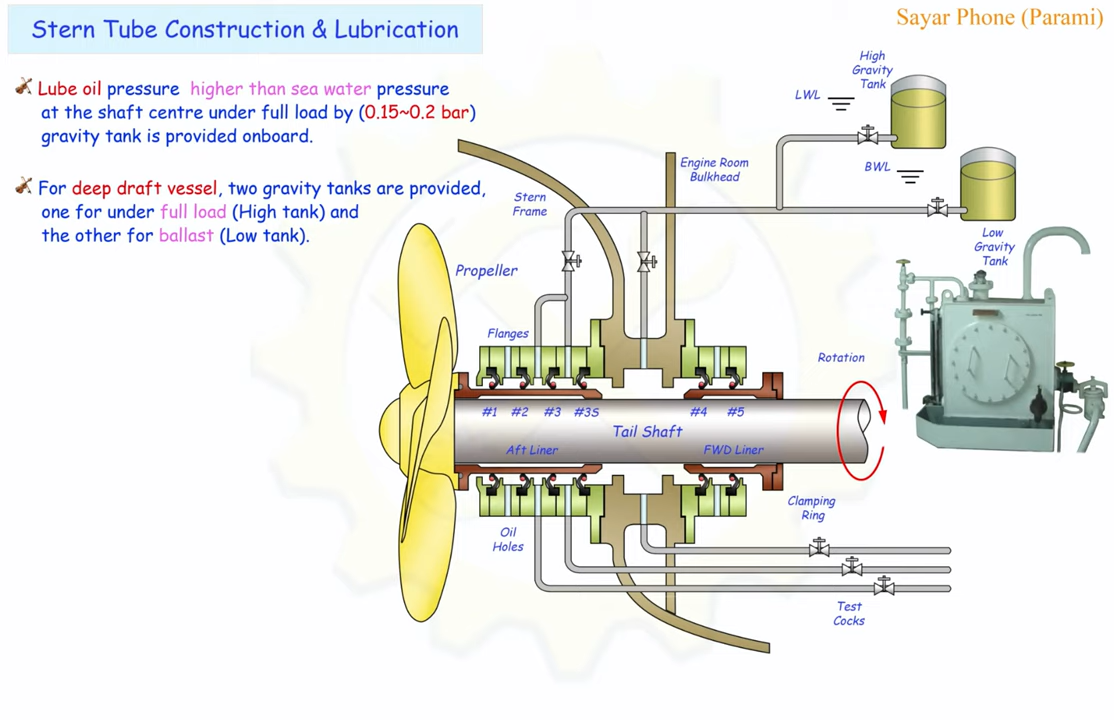 Stern Tube Construction & Lubrication
Sayar Phone (Parami)
Lube oil pressure higher than sea water pressure
at the shaft centre under full load by (0.15~0.2 bar)
gravity tank is provided onboard.
For deep draft vessel, two gravity tanks are provided,
one for under full load (High tank) and
the other for ballast (Low tank).
High
Gravity
Tank
LWL
BWL
Engine Room
Bulkhead
Stern
Frame
Low
Gravity
Tank
Propeller
Flanges
Rotation
#1 #2 #3 #3S #4 #5
Tail Shaft
Aft Liner
FWD Liner
Clamping
Ring
Oil
Holes
Test
Cocks